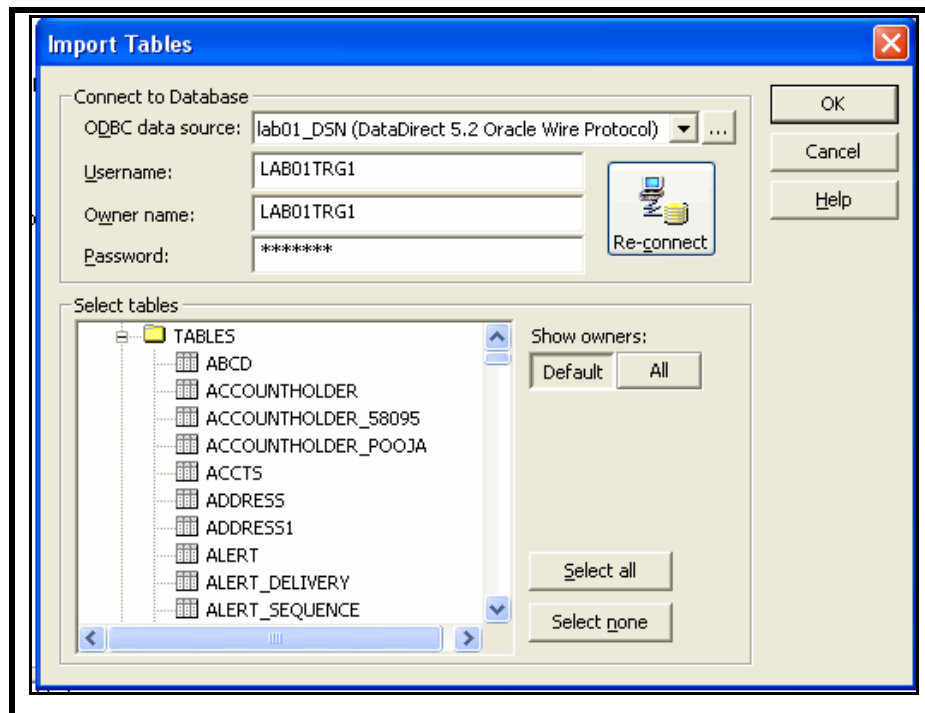 Import Tables
Connect to Database
ODBC data source: lab01_DSN (DataDirect 5.2 Oracle Wire Protocol) ...
Username: LAB01TRG1
Owner name: LAB01TRG1
Password: *******
Re-connect
OK
Cancel
Help
Select tables
TABLES
ABCD
ACCOUNTHOLDER
ACCOUNTHOLDER_58095
ACCOUNTHOLDER_POOJA
ACCTS
ADDRESS
ADDRESS1
ALERT
ALERT_DELIVERY
ALERT_SEQUENCE
Show owners:
Default All
Select all
Select none